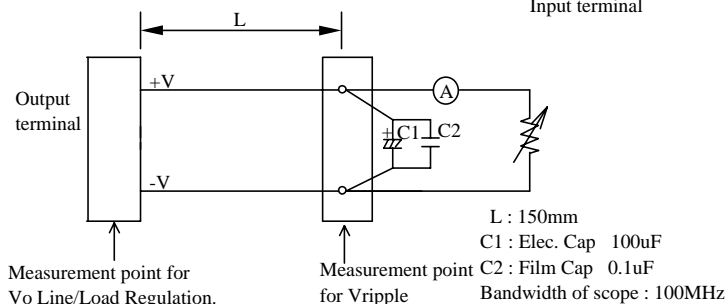 Input terminal
L
+V
Output
terminal
A
+ C1 C2
-V
L : 150mm
C1 : Elec. Cap 100uF
C2 : Film Cap 0.1uF
Bandwidth of scope : 100MHz
Measurement point for
Vo Line/Load Regulation.
Measurement point
for Vripple